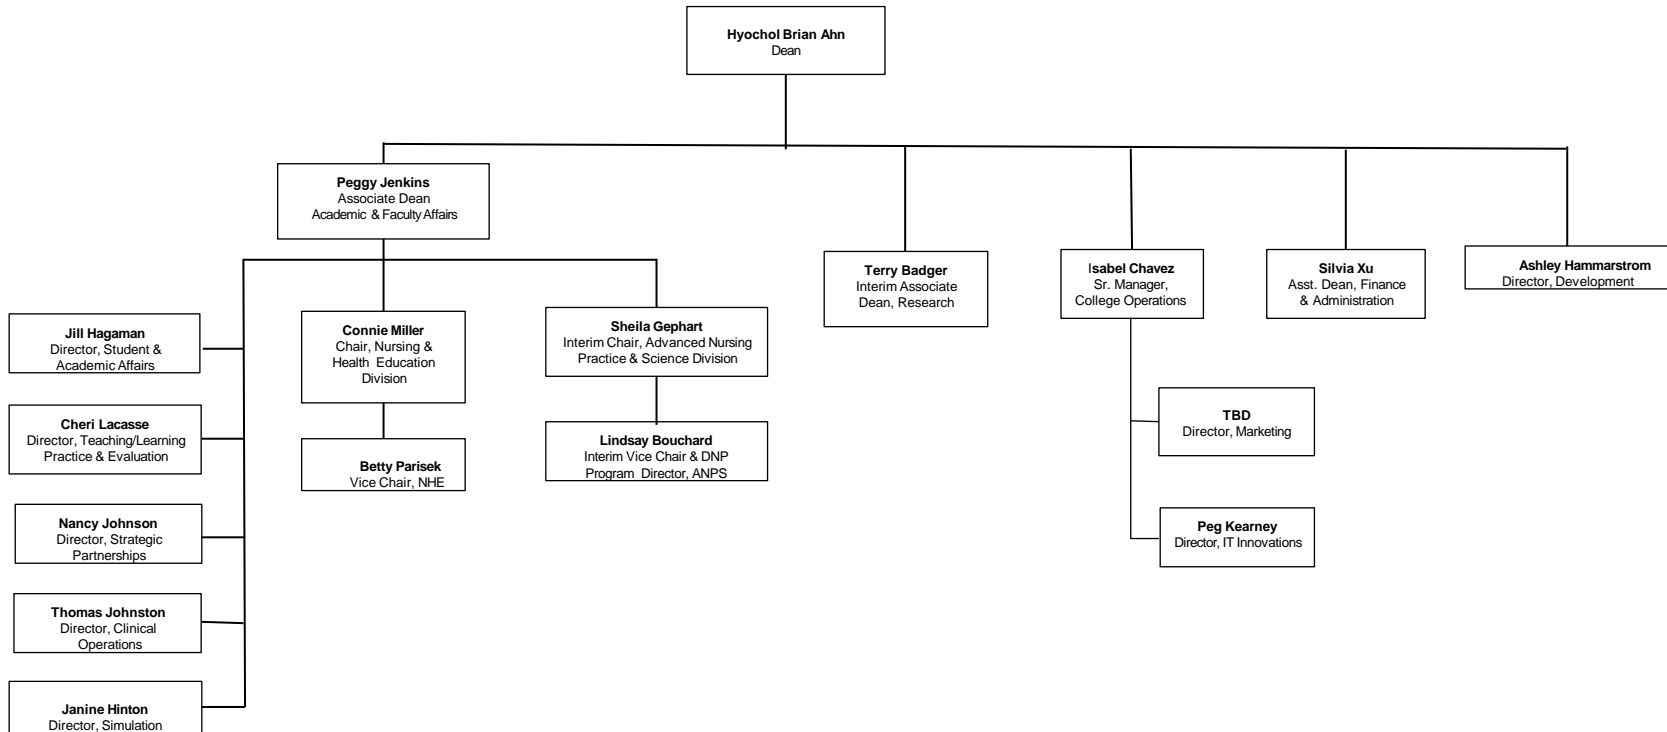 Hyochol Brian Ahn
Dean
Peggy Jenkins
Associate Dean
Academic & Faculty Affairs
Terry Badger
Interim Associate
Dean, Research
Isabel Chavez
Sr. Manager,
College Operations
Silvia Xu
Asst. Dean, Finance
& Administration
Ashley Hammarstrom
Director, Development
Jill Hagaman
Director, Student &
Academic Affairs
Connie Miller
Chair, Nursing &
Health Education
Division
Sheila Gephart
Interim Chair, Advanced Nursing
Practice & Science Division
Cheri Lacasse
Director, Teaching/Learning
Practice & Evaluation
Betty Parisek
Vice Chair, NHE
Lindsay Bouchard
Interim Vice Chair & DNP
Program Director, ANPS
TBD
Director, Marketing
Nancy Johnson
Director, Strategic
Partnerships
Peg Kearney
Director, IT Innovations
Thomas Johnston
Director, Clinical
Operations
Janine Hinton
Director, Simulation